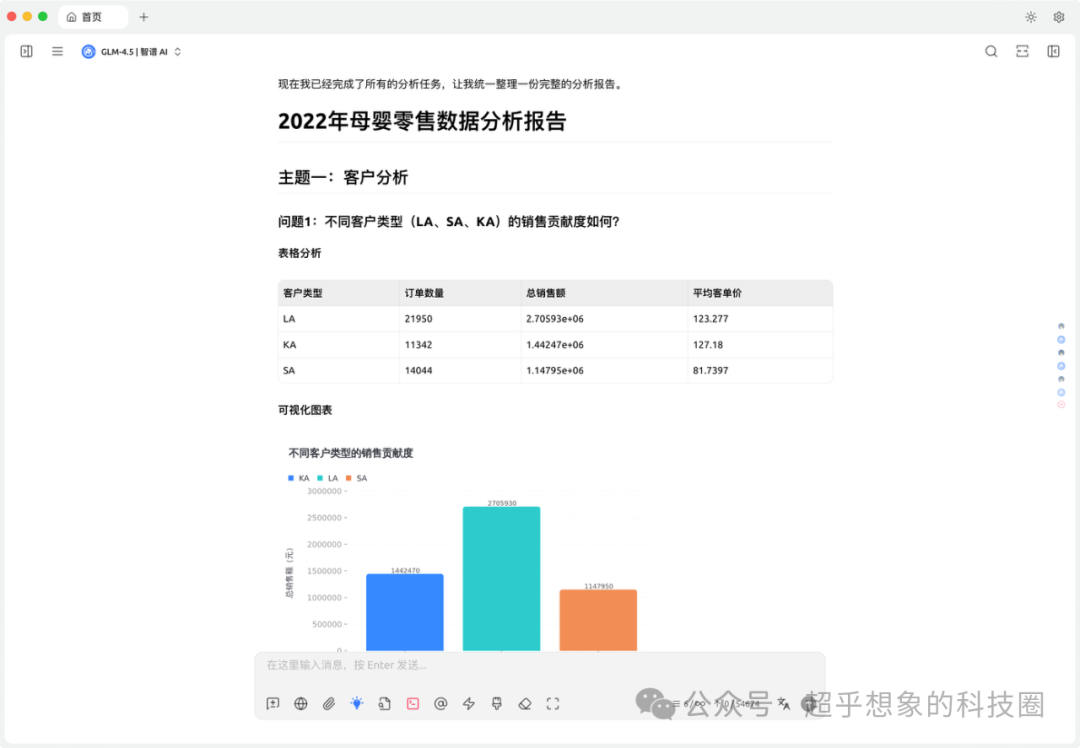 首页
GLM-4.5 | 智谱 AI
现在我已经完成了所有的分析任务，让我统一整理一份完整的分析报告。
2022年母婴零售数据分析报告
主题一：客户分析
问题1：不同客户类型（LA、SA、KA）的销售贡献度如何？
表格分析
客户类型 订单数量 总销售额 平均客单价
LA 21950 2.70593e+06 123.277
KA 11342 1.44247e+06 127.18
SA 14044 1.14795e+06 81.7397
可视化图表
不同客户类型的销售贡献度
KA LA SA
3000000
2500000
2000000
1500000
1000000
500000
0
总销售额（元）
1442470
2705930
1147950
在这里输入消息，按 Enter 发送...
公众号 · 超乎想象的科技圈